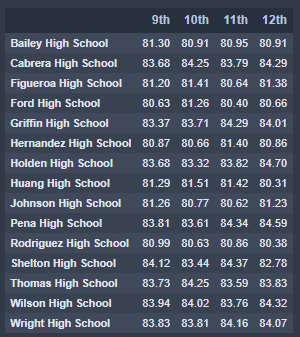 9th 10th 11th 12th
Bailey High School 81.30 80.91 80.95 80.91
Cabrera High School 83.68 84.25 83.79 84.29
Figueroa High School 81.20 81.41 80.64 81.38
Ford High School 80.63 81.26 80.40 80.66
Griffin High School 83.37 83.71 84.29 84.01
Hernandez High School 80.87 80.66 81.40 80.86
Holden High School 83.68 83.32 83.82 84.70
Huang High School 81.29 81.51 81.42 80.31
Johnson High School 81.26 80.77 80.62 81.23
Pena High School 83.81 83.61 84.34 84.59
Rodriguez High School 80.99 80.63 80.86 80.38
Shelton High School 84.12 83.44 84.37 82.78
Thomas High School 83.73 84.25 83.59 83.83
Wilson High School 83.94 84.02 83.76 84.32
Wright High School 83.83 83.81 84.16 84.07